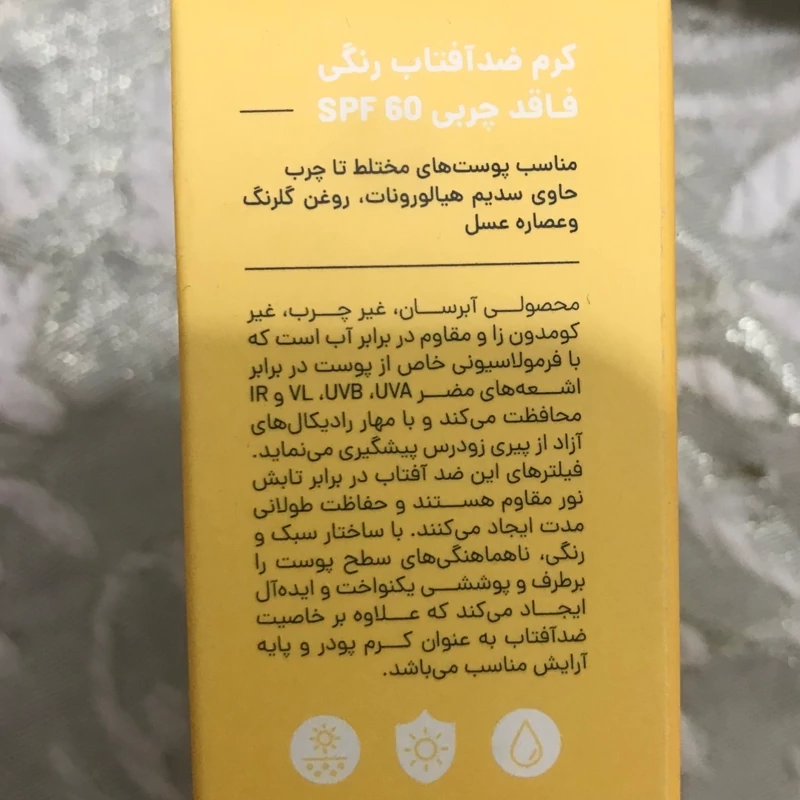 کرم ضدآفتاب رنگی
فاقد چربی SPF 60
مناسب پوست‌های مختلط تا چرب
حاوی سدیم هیالورونات، روغن گلرنگ
وعصاره عسل
محصولی آبرسان، غیر چرب، غیر
کومدون زا و مقاوم در برابر آب است که
با فرمولاسیونی خاص از پوست در برابر
اشعه‌های مضر UVA، UVB، VL و IR
محافظت می‌کند و با مهار رادیکال‌های
آزاد از پیری زودرس پیشگیری می‌نماید.
فیلترهای این ضد آفتاب در برابر تابش
نور مقاوم هستند و حفاظت طولانی
مدت ایجاد می‌کنند. با ساختار سبک و
رنگی، ناهماهنگی‌های سطح پوست را
برطرف و پوششی یکنواخت و ایده‌آل
ایجاد می‌کند که علاوه بر خاصیت
ضدآفتاب به عنوان کرم پودر و پایه
آرایش مناسب می‌باشد.